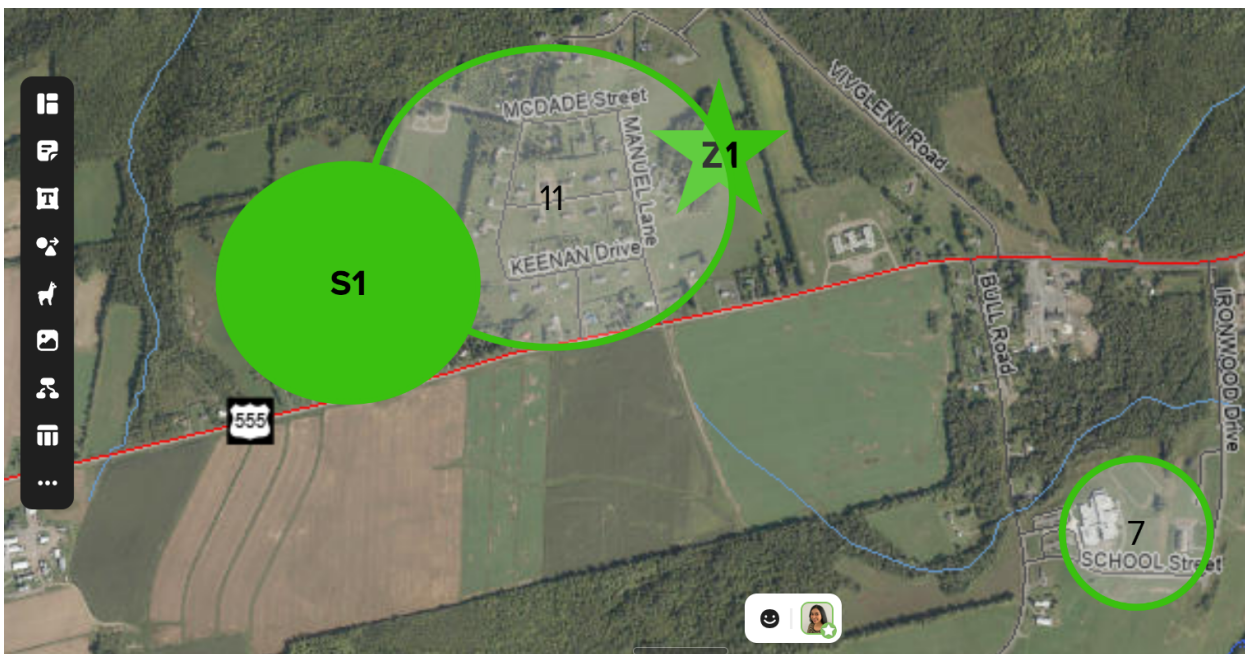 MCDADE Street
VIVGLENN Road
MANUEL Lane
Z1
11
KEENAN Drive
S1
BULL Road
IRONWOOD Drive
555
7
SCHOOL Street
T